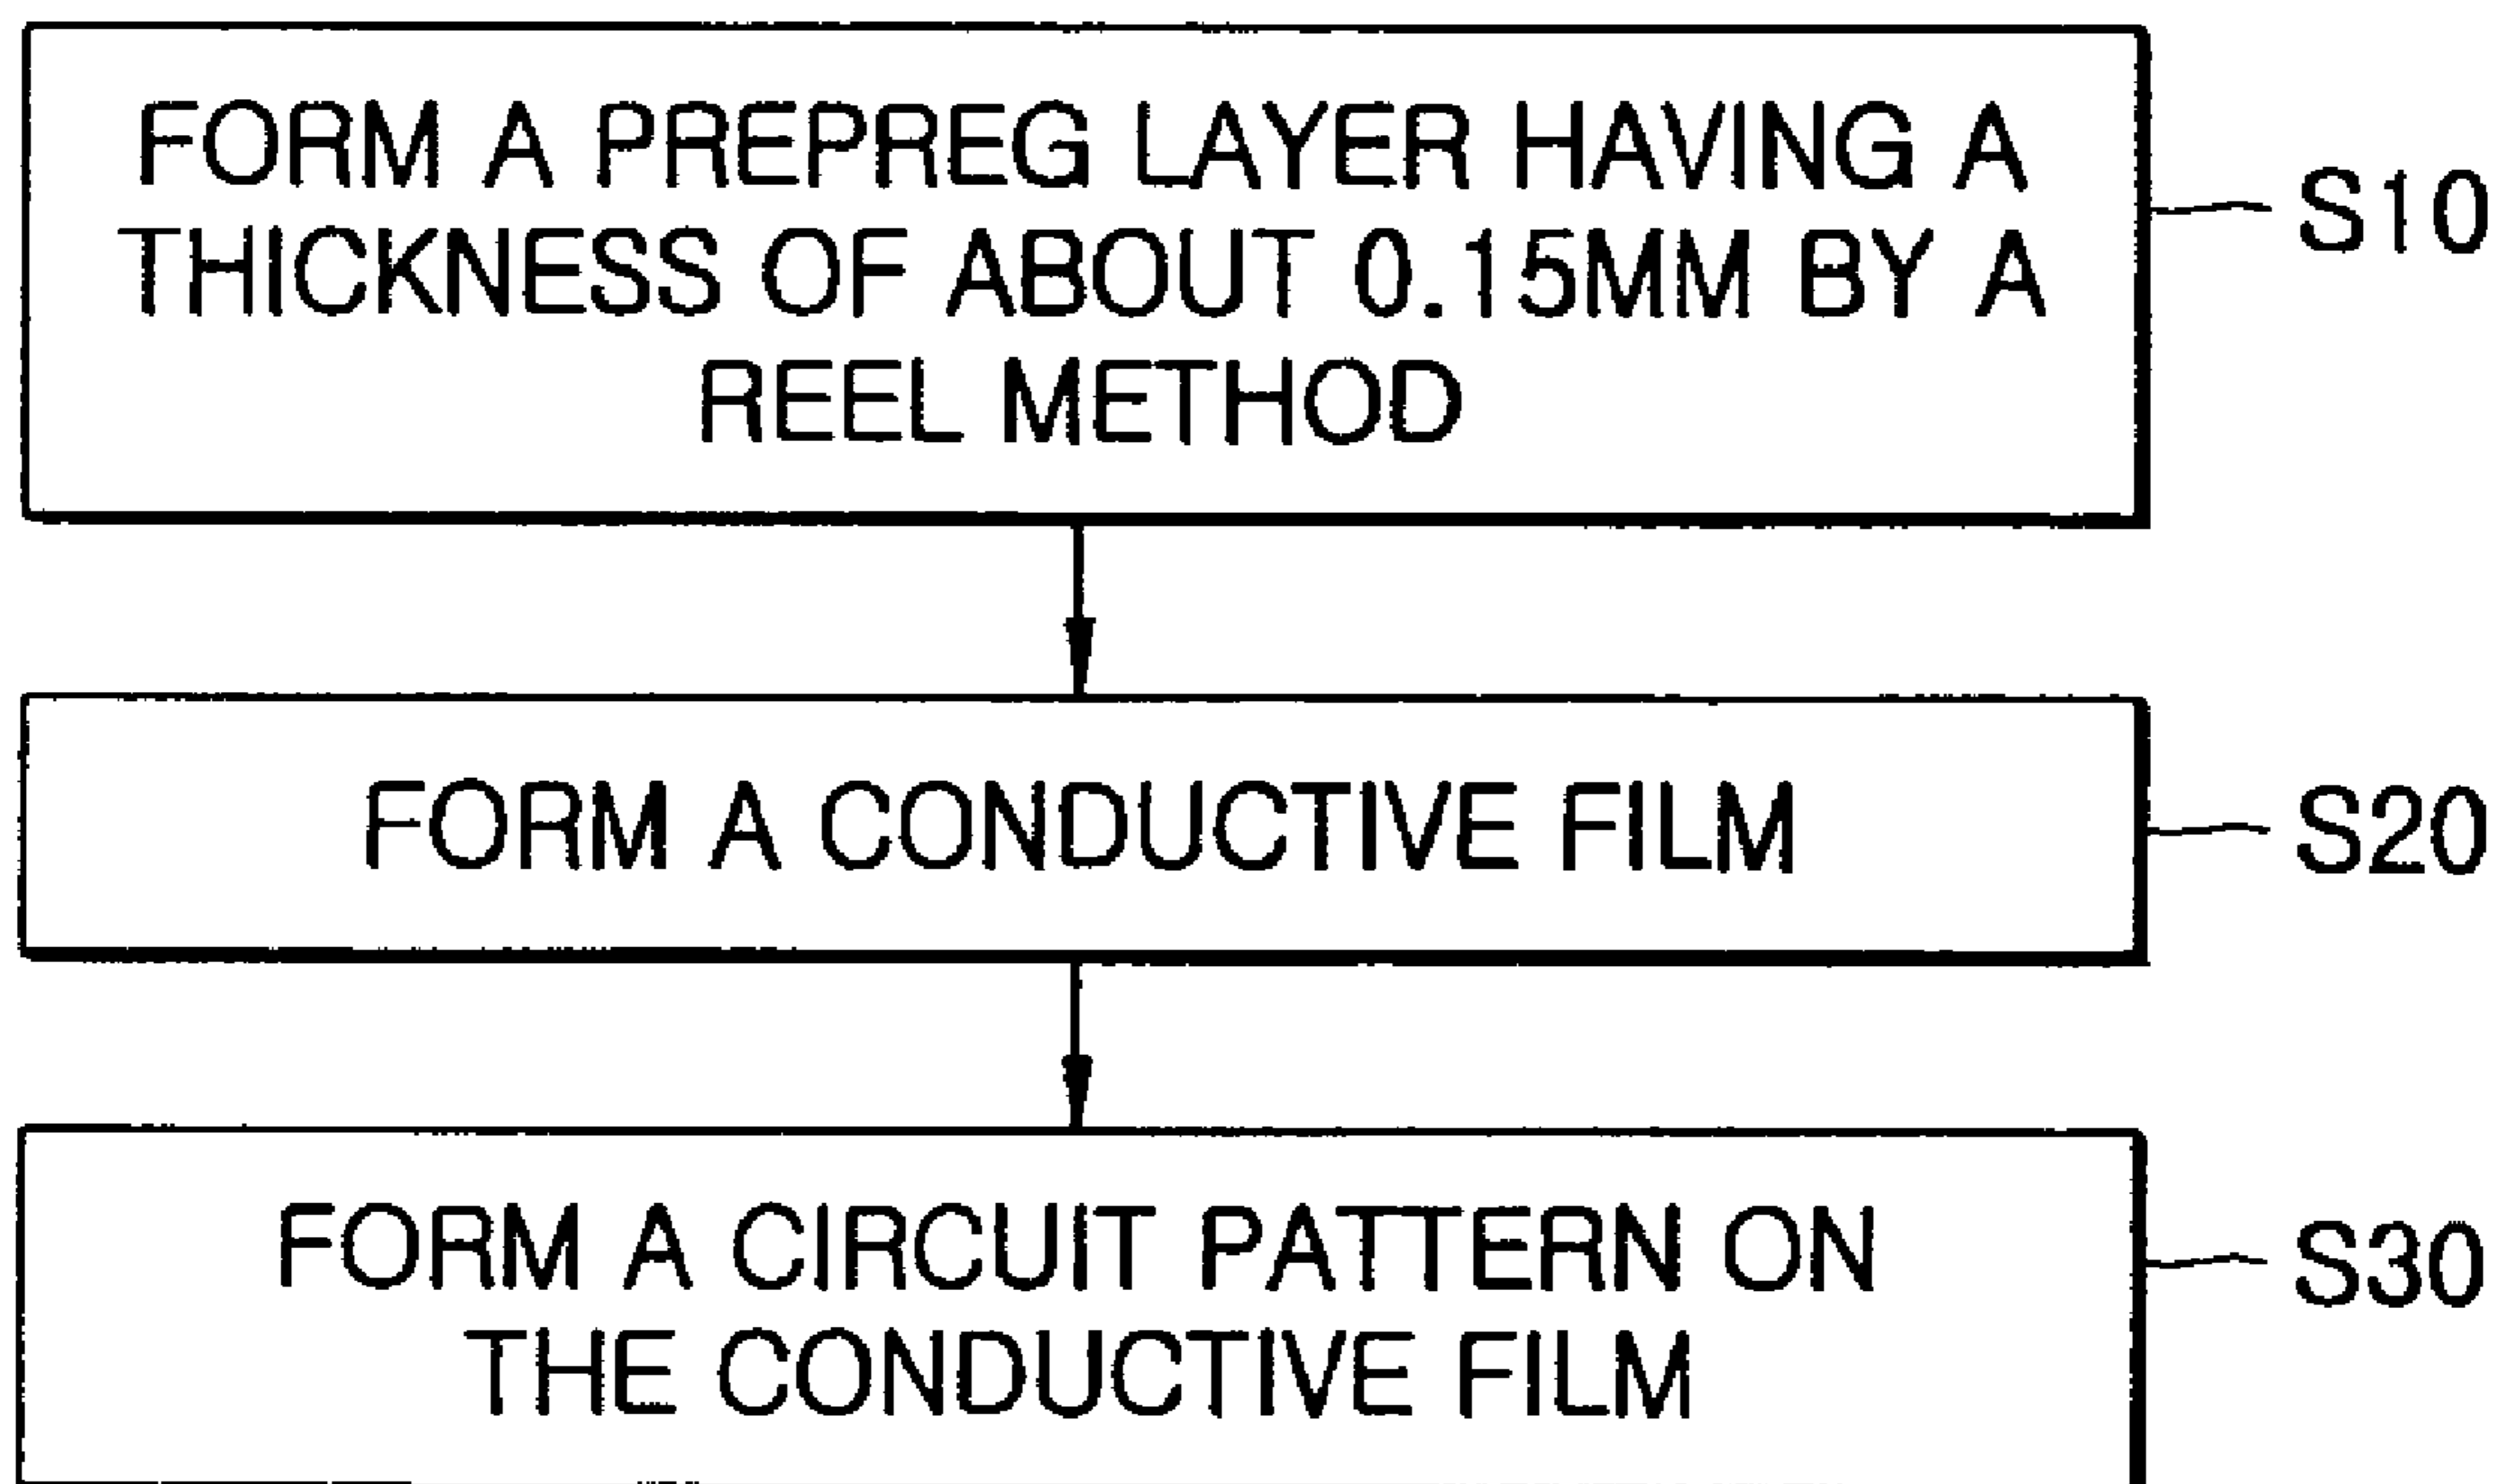 FORM A PREPREG LAYER HAVING A
THICKNESS OF ABOUT 0.15MM BY A
REEL METHOD
S10
FORM A CONDUCTIVE FILM
S20
FORM A CIRCUIT PATTERN ON
THE CONDUCTIVE FILM
S30